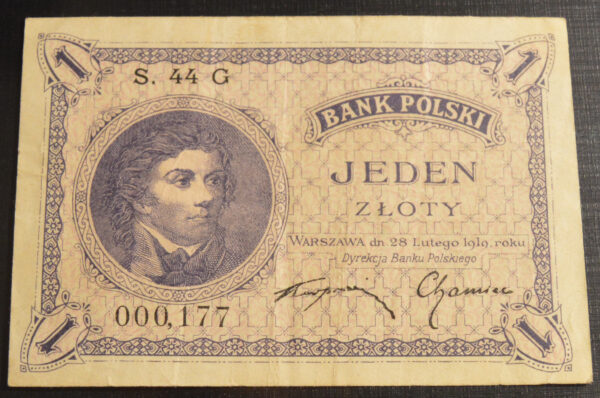 1 1
S. 44 G
BANK POLSKI
JEDEN
ZŁOTY
WARSZAWA dn. 28 Lutego 1919. roku
Dyrekcja Banku Polskiego
000,177
1 1